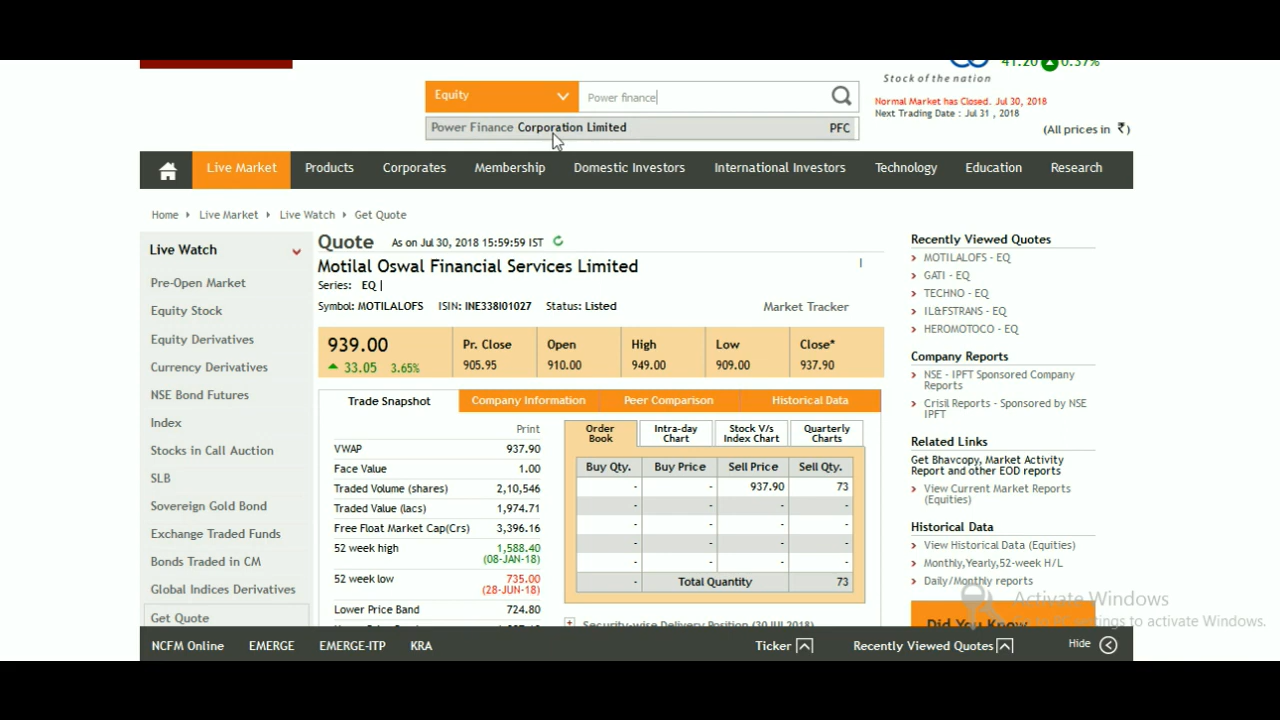 41.20 0.37%
Stock of the nation
Equity
Power finance
Normal Market has Closed. Jul 30, 2018
Next Trading Date : Jul 31 , 2018
Power Finance Corporation Limited PFC
(All prices in ₹)
Live Market Products Corporates Membership Domestic Investors International Investors Technology Education Research
Home Live Market Live Watch Get Quote
Live Watch
Pre-Open Market
Equity Stock
Equity Derivatives
Currency Derivatives
NSE Bond Futures
Index
Stocks in Call Auction
SLB
Sovereign Gold Bond
Exchange Traded Funds
Bonds Traded in CM
Global Indices Derivatives
Get Quote
Quote As on Jul 30, 2018 15:59:59 IST
Motilal Oswal Financial Services Limited |
Series: EQ |
Symbol: MOTILALOFS ISIN: INE338I01027 Status: Listed Market Tracker
939.00 Pr. Close Open High Low Close*
33.05 3.65% 905.95 910.00 949.00 909.00 937.90
Trade Snapshot Company Information Peer Comparison Historical Data
Print
VWAP 937.90
Face Value 1.00
Traded Volume (shares) 2,10,546
Traded Value (lacs) 1,974.71
Free Float Market Cap(Crs) 3,396.16
52 week high 1,588.40
(08-JAN-18)
52 week low 735.00
(28-JUN-18)
Lower Price Band 724.80
Order Book
Intra-day Chart
Stock V/s Index Chart
Quarterly Charts
Buy Qty. Buy Price Sell Price Sell Qty.
- - 937.90 73
- - - -
- - - -
- - - -
- - - -
- Total Quantity 73
Security-wise Delivery Position (30JUL2018)
Recently Viewed Quotes
MOTILALOFS - EQ
GATI - EQ
TECHNO - EQ
IL&FSTRANS - EQ
HEROMOTOCO - EQ
Company Reports
NSE - IPFT Sponsored Company
Reports
Crisil Reports - Sponsored by NSE
IPFT
Related Links
Get Bhavcopy, Market Activity
Report and other EOD reports
View Current Market Reports
(Equities)
Historical Data
View Historical Data (Equities)
Monthly,Yearly,52-week H/L
Daily/Monthly reports
Did You Know
Activate Windows
PC settings to activate Windows.
NCFM Online EMERGE EMERGE-ITP KRA Ticker Recently Viewed Quotes Hide